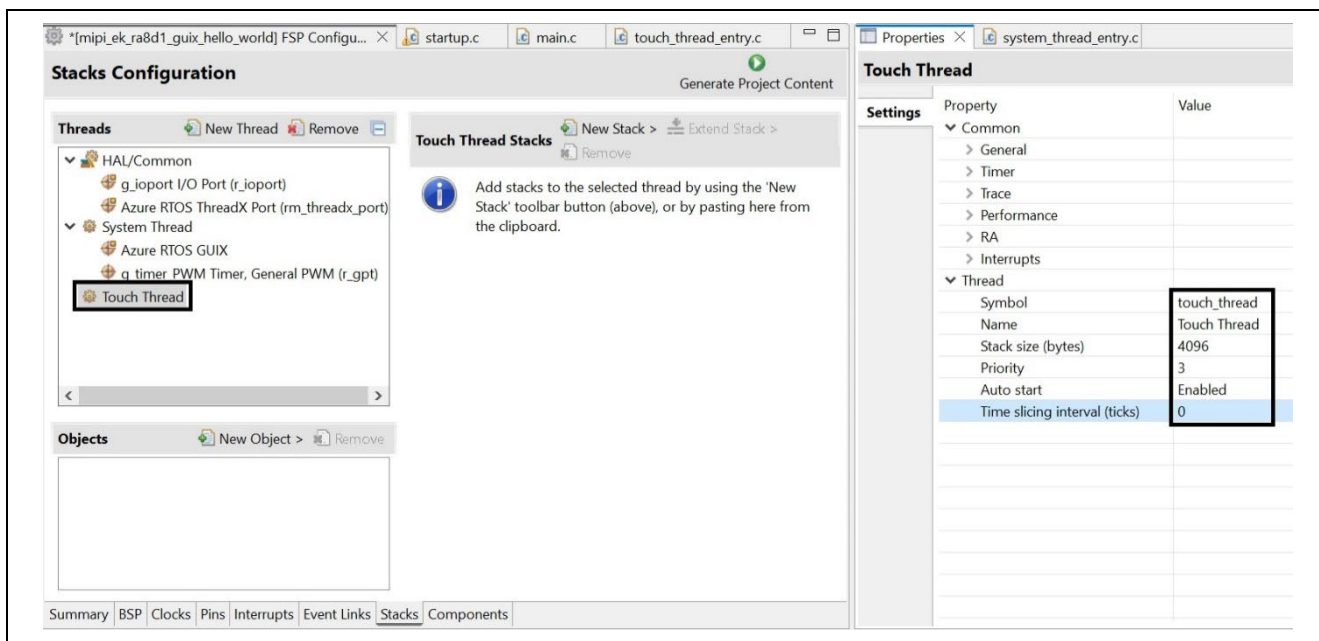 *[mipi_ek_ra8d1_guix_hello_world] FSP Configu...
startup.c
main.c
touch_thread_entry.c
Stacks Configuration
Generate Project Content
Threads
New Thread
Remove
HAL/Common
g_ioport I/O Port (r_ioport)
Azure RTOS ThreadX Port (rm_threadx_port)
System Thread
Azure RTOS GUIX
g_timer_PWM Timer, General PWM (r_gpt)
Touch Thread
Objects
New Object >
Remove
Touch Thread Stacks
New Stack >
Extend Stack >
Remove
Add stacks to the selected thread by using the 'New
Stack' toolbar button (above), or by pasting here from
the clipboard.
Summary BSP Clocks Pins Interrupts Event Links Stacks Components
Properties
system_thread_entry.c
Touch Thread
Settings
Property Value
Common
General
Timer
Trace
Performance
RA
Interrupts
Thread
Symbol touch_thread
Name Touch Thread
Stack size (bytes) 4096
Priority 3
Auto start Enabled
Time slicing interval (ticks) 0